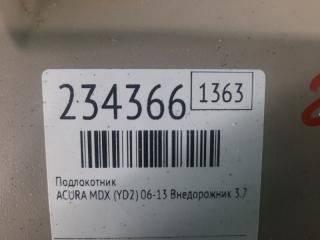 234366 1363
Подлокотник
ACURA MDX (YD2) 06-13 Внедорожник 3.7